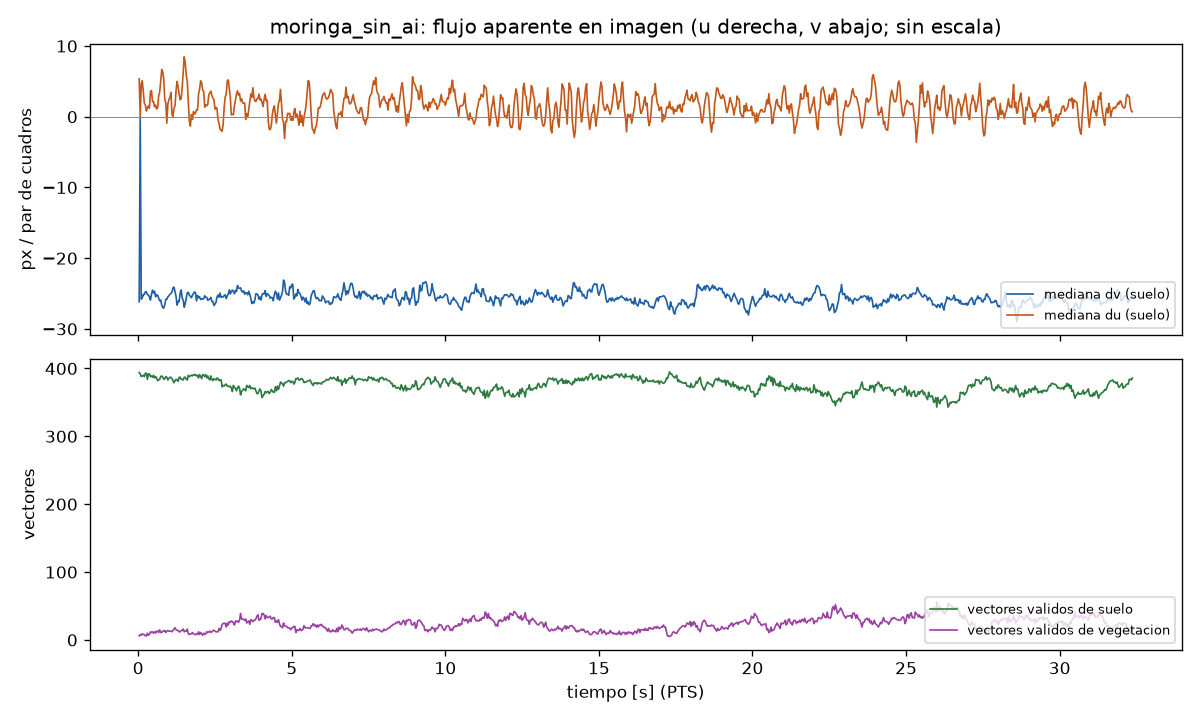 moringa_sin_ai: flujo aparente en imagen (u derecha, v abajo; sin escala)
px / par de cuadros
10
0
−10
−20
−30
mediana dv (suelo)
mediana du (suelo)
vectores
400
300
200
100
0
vectores validos de suelo
vectores validos de vegetacion
0 5 10 15 20 25 30
tiempo [s] (PTS)